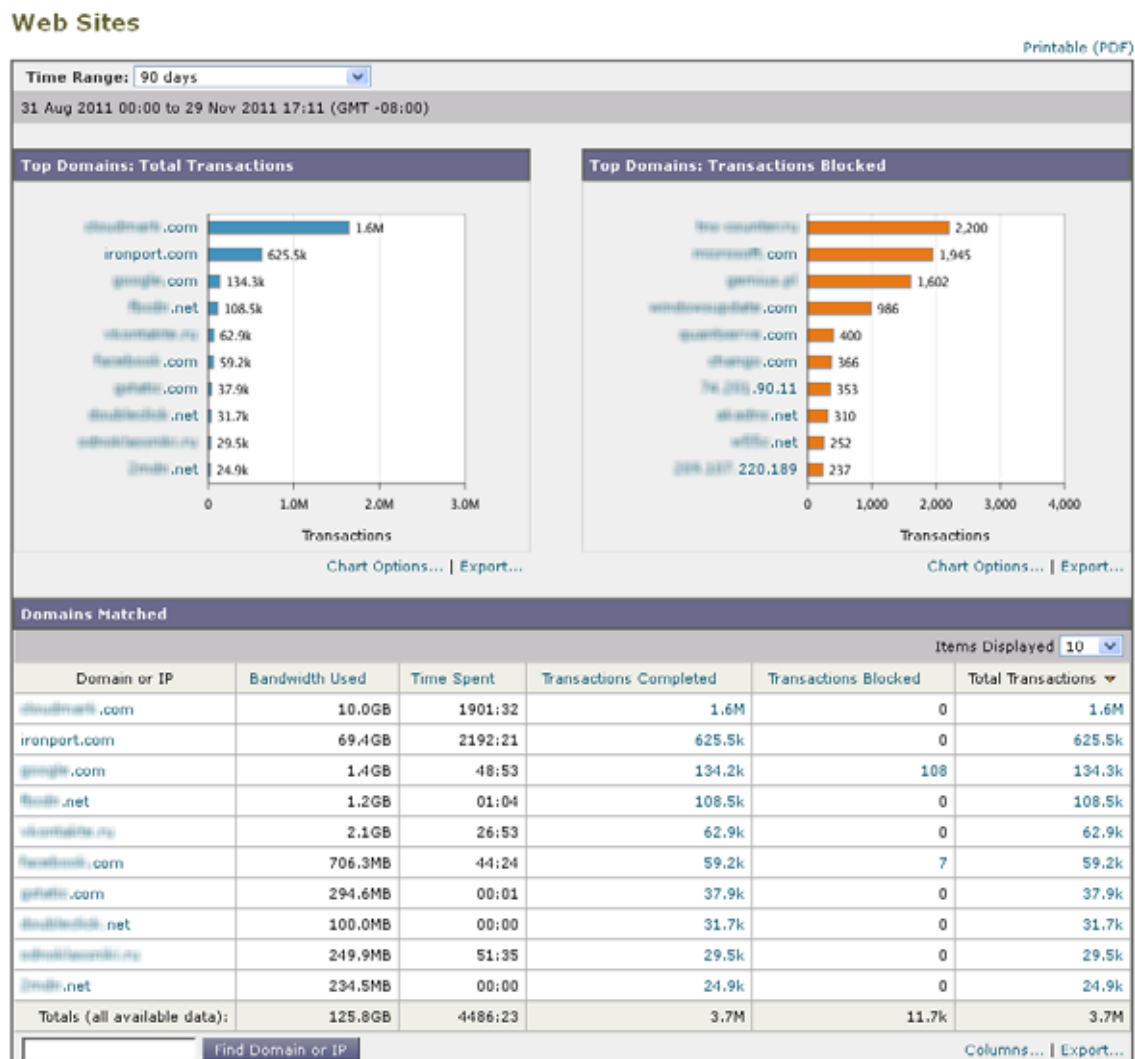 Web Sites
Printable (PDF)
Time Range: 90 days
31 Aug 2011 00:00 to 29 Nov 2011 17:11 (GMT -08:00)
Top Domains: Total Transactions
.com 1.6M
ironport.com 625.5k
.com 134.3k
.net 108.5k
62.9k
.com 59.2k
.com 37.9k
.net 31.7k
29.5k
.net 24.9k
0 1.0M 2.0M 3.0M
Transactions
Chart Options... | Export...
Top Domains: Transactions Blocked
2,200
.com 1,945
1,602
.com 986
.com 400
.com 366
.90.11 353
.net 310
.net 252
220.189 237
0 1,000 2,000 3,000 4,000
Transactions
Chart Options... | Export...
Domains Matched
Items Displayed 10
Domain or IP Bandwidth Used Time Spent Transactions Completed Transactions Blocked Total Transactions
.com 10.0GB 1901:32 1.6M 0 1.6M
ironport.com 69.4GB 2192:21 625.5k 0 625.5k
.com 1.4GB 48:53 134.2k 108 134.3k
.net 1.2GB 01:04 108.5k 0 108.5k
2.1GB 26:53 62.9k 0 62.9k
.com 706.3MB 44:24 59.2k 7 59.2k
.com 294.6MB 00:01 37.9k 0 37.9k
net 100.0MB 00:00 31.7k 0 31.7k
249.9MB 51:35 29.5k 0 29.5k
.net 234.5MB 00:00 24.9k 0 24.9k
Totals (all available data): 125.8GB 4486:23 3.7M 11.7k 3.7M
Find Domain or IP
Columns... | Export...